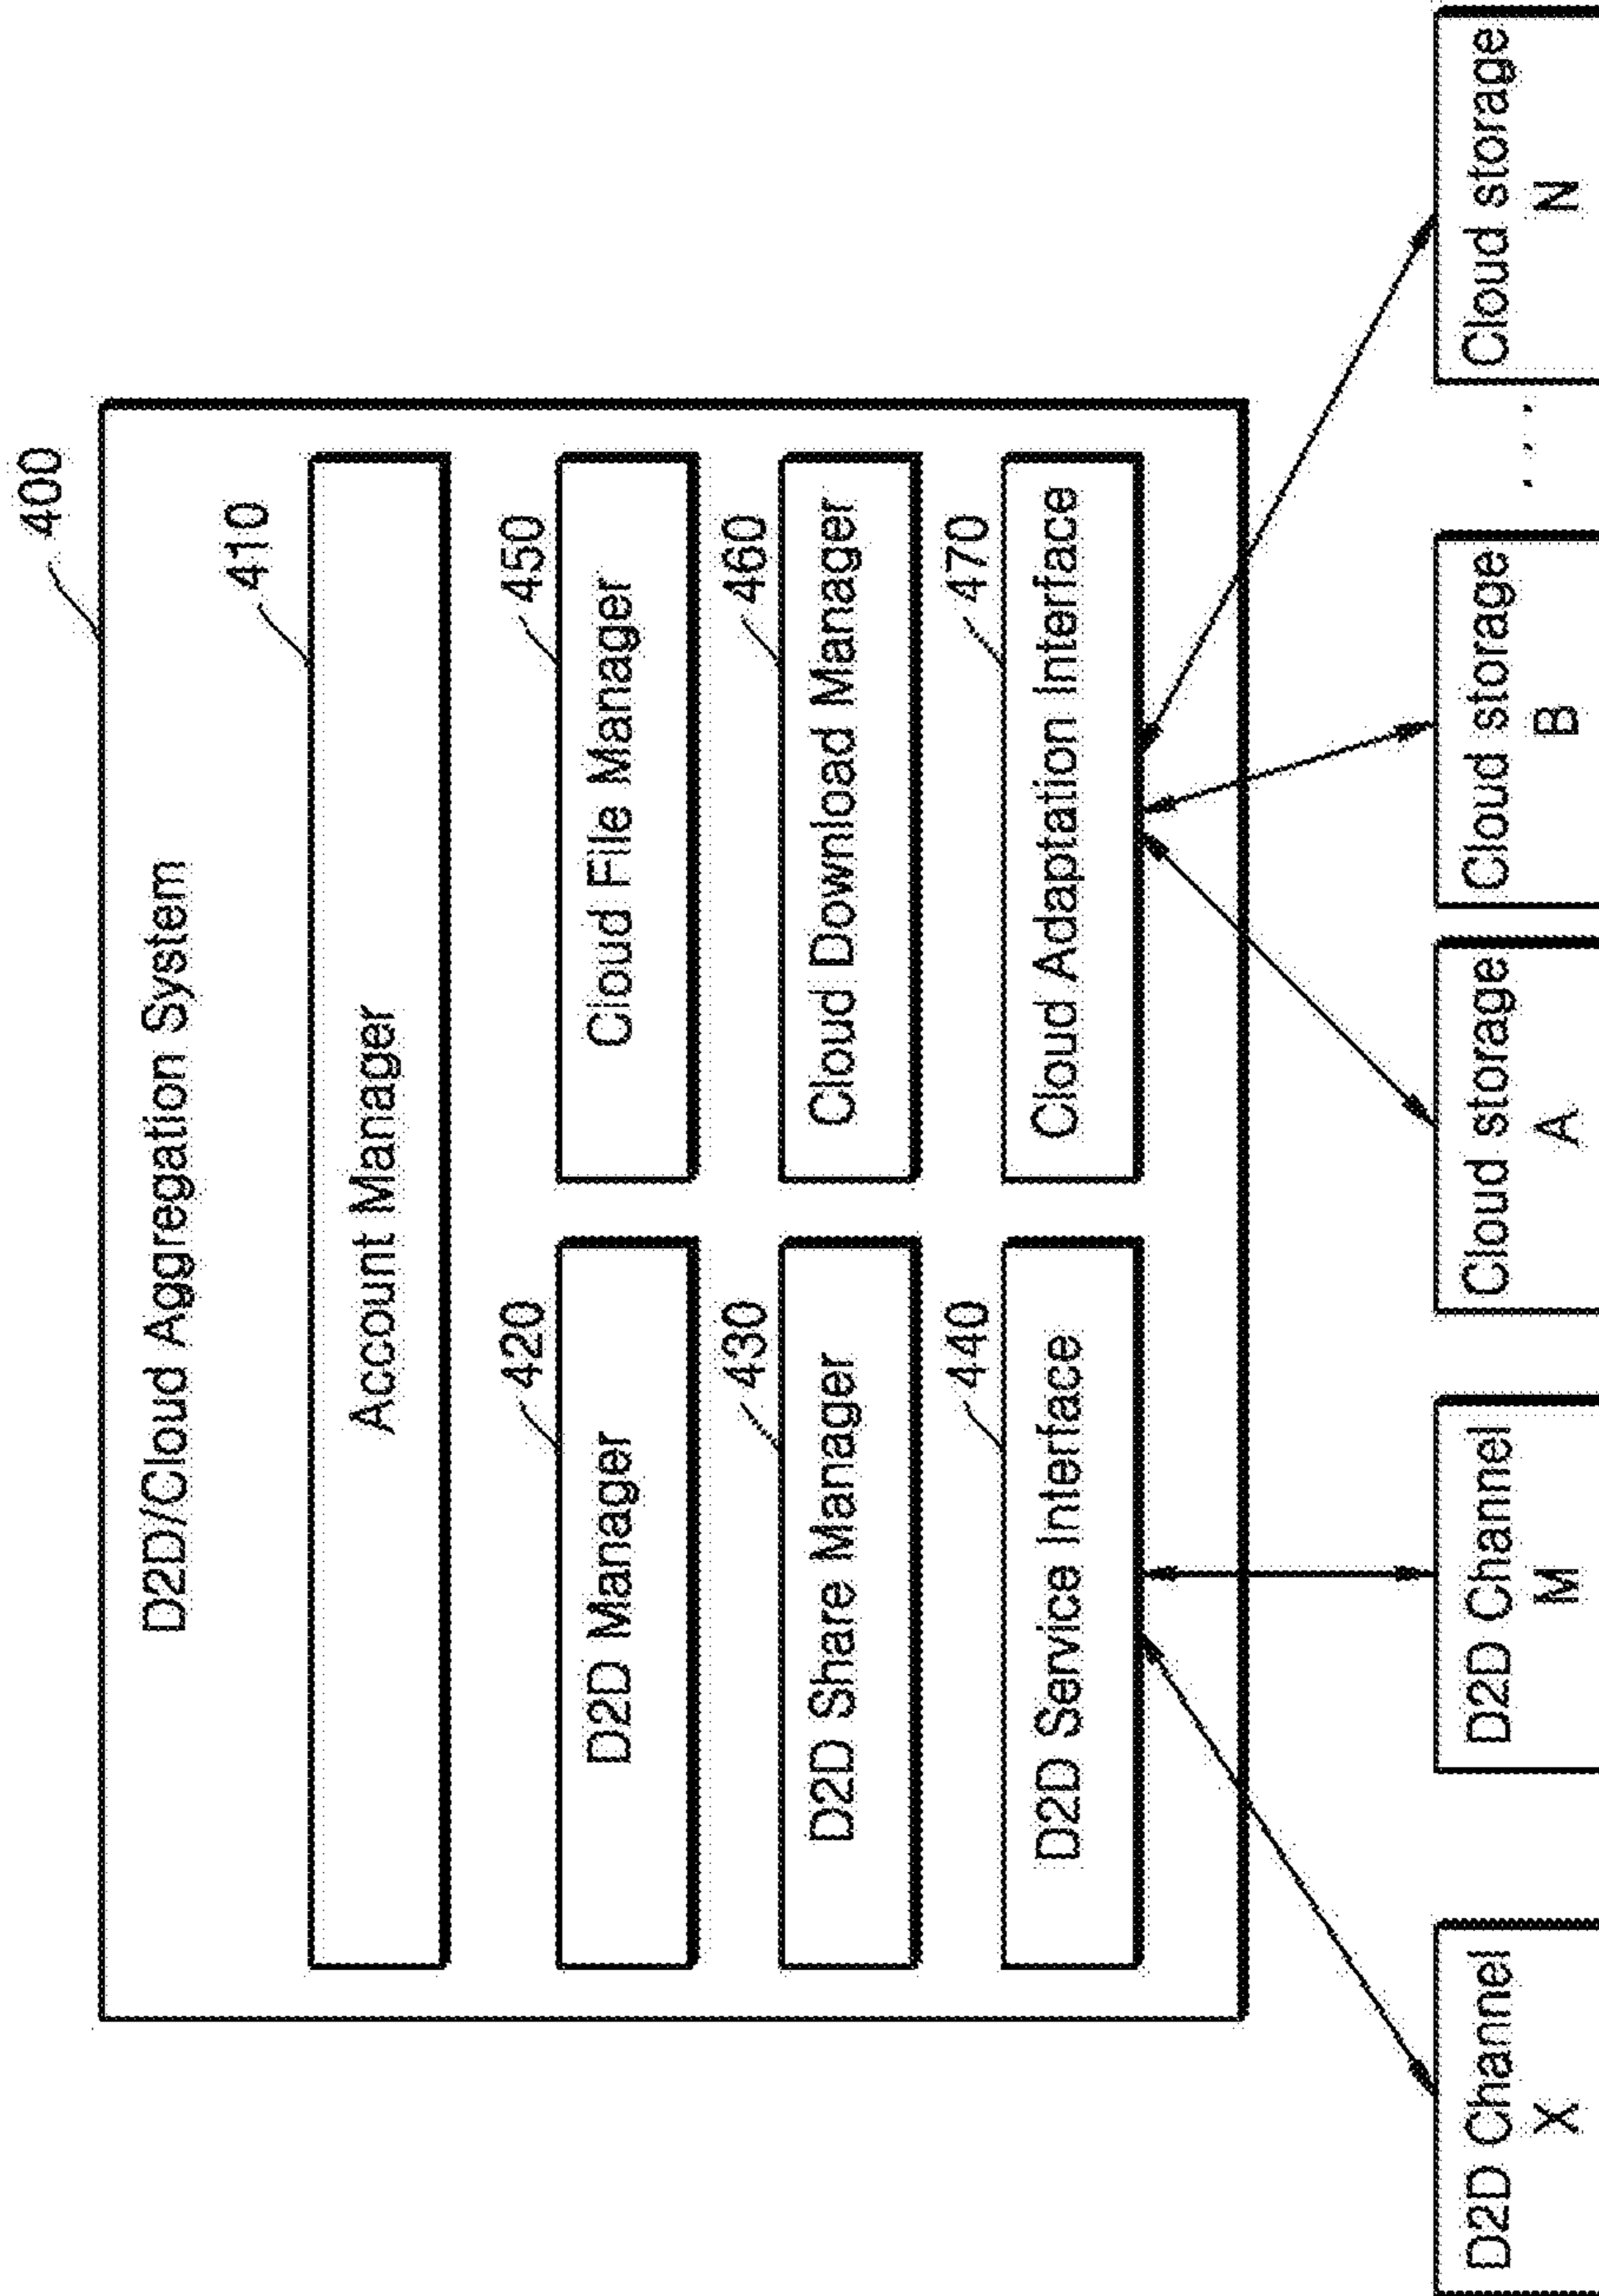 400
D2D/Cloud Aggregation System
410
Account Manager
420
D2D Manager
450
Cloud File Manager
430
D2D Share Manager
460
Cloud Download Manager
440
D2D Service Interface
470
Cloud Adaptation Interface
D2D Channel
X
D2D Channel
M
Cloud storage
A
Cloud storage
B
...
Cloud storage
N